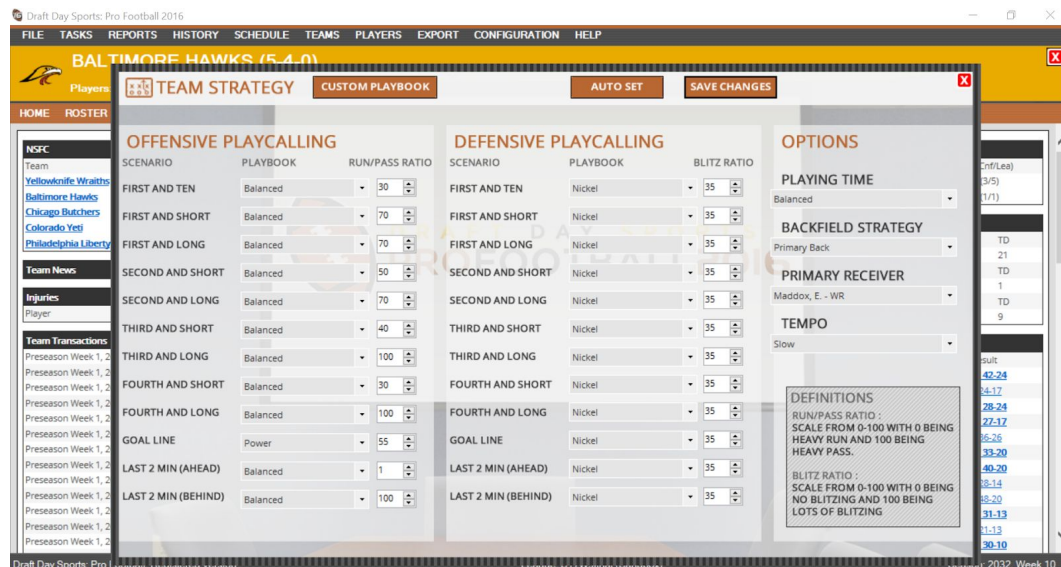 Draft Day Sports: Pro Football 2016
FILE TASKS REPORTS HISTORY SCHEDULE TEAMS PLAYERS EXPORT CONFIGURATION HELP
BALTIMORE HAWKS (5-4-0)
Players
X
TEAM STRATEGY CUSTOM PLAYBOOK AUTO SET SAVE CHANGES X
HOME ROSTER
NSFC
Team
Yellowknife Wraiths
Baltimore Hawks
Chicago Butchers
Colorado Yeti
Philadelphia Liberty
Team News
Injuries
Player
Team Transactions
Preseason Week 1, 2
Preseason Week 1, 2
Preseason Week 1, 2
Preseason Week 1, 2
Preseason Week 1, 2
Preseason Week 1, 2
Preseason Week 1, 2
Preseason Week 1, 2
Preseason Week 1, 2
Preseason Week 1, 2
Preseason Week 1, 2
Preseason Week 1, 2
Preseason Week 1, 2
OFFENSIVE PLAYCALLING
SCENARIO PLAYBOOK RUN/PASS RATIO
FIRST AND TEN Balanced 30
FIRST AND SHORT Balanced 70
FIRST AND LONG Balanced 70
SECOND AND SHORT Balanced 50
SECOND AND LONG Balanced 70
THIRD AND SHORT Balanced 40
THIRD AND LONG Balanced 100
FOURTH AND SHORT Balanced 30
FOURTH AND LONG Balanced 100
GOAL LINE Power 55
LAST 2 MIN (AHEAD) Balanced 1
LAST 2 MIN (BEHIND) Balanced 100
DEFENSIVE PLAYCALLING
SCENARIO PLAYBOOK BLITZ RATIO
FIRST AND TEN Nickel 35
FIRST AND SHORT Nickel 35
FIRST AND LONG Nickel 35
SECOND AND SHORT Nickel 35
SECOND AND LONG Nickel 35
THIRD AND SHORT Nickel 35
THIRD AND LONG Nickel 35
FOURTH AND SHORT Nickel 35
FOURTH AND LONG Nickel 35
GOAL LINE Nickel 35
LAST 2 MIN (AHEAD) Nickel 35
LAST 2 MIN (BEHIND) Nickel 35
OPTIONS
PLAYING TIME
Balanced
BACKFIELD STRATEGY
Primary Back
PRIMARY RECEIVER
Maddox, E. - WR
TEMPO
Slow
DEFINITIONS
RUN/PASS RATIO :
SCALE FROM 0-100 WITH 0 BEING
HEAVY RUN AND 100 BEING
HEAVY PASS.
BLITZ RATIO :
SCALE FROM 0-100 WITH 0 BEING
NO BLITZING AND 100 BEING
LOTS OF BLITZING
Cnf/Lea)
(3/5)
(1/1)
TD
21
TD
1
TD
9
42-24
24-17
28-24
27-17
36-26
33-20
40-20
28-14
48-20
31-13
21-13
30-10
Draft Day Sports: Pro
2032, Week 10